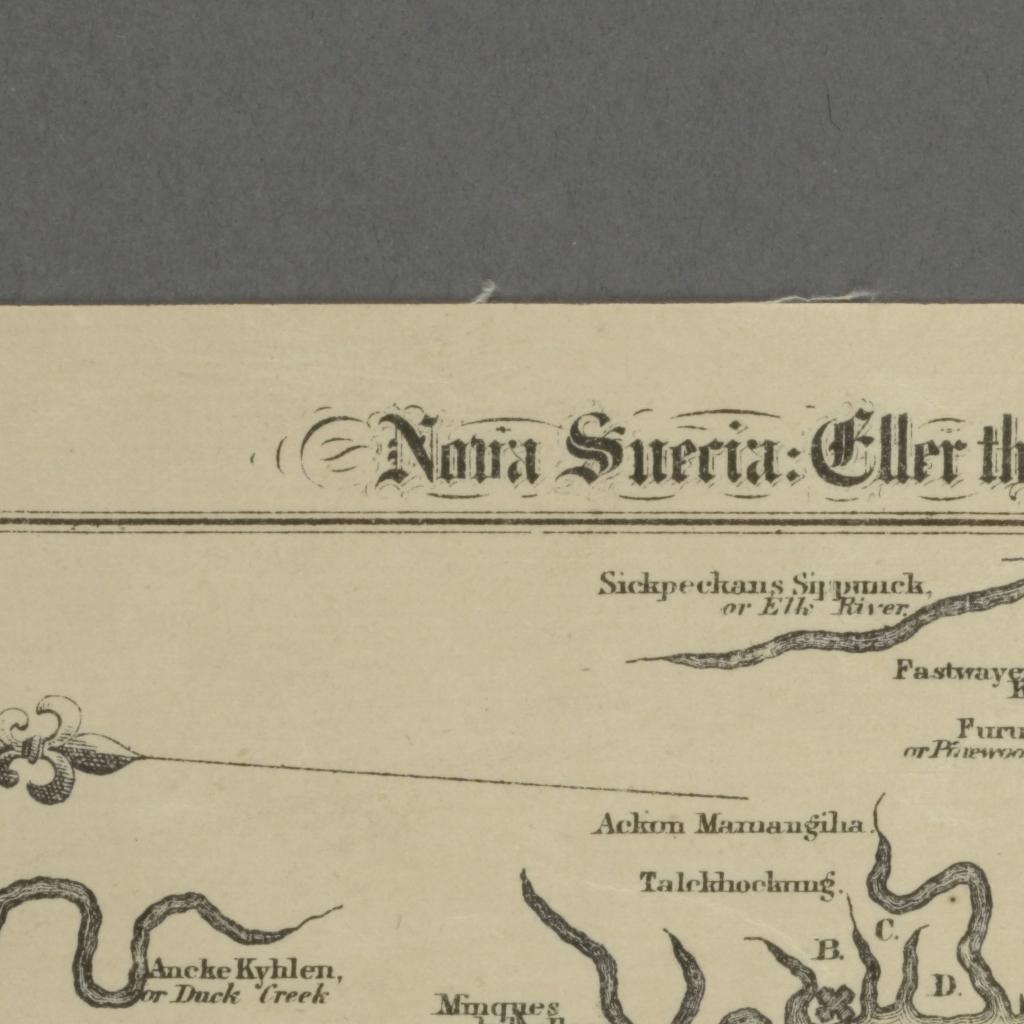 Nova Suecia: Eller th
Sickpeckans Sippunck,
or Elk River.
Fastwaye
Furu
or Pinewoo
Ackon Mamangiha.
Talckhockung.
C.
B.
D.
Ancke Kyhlen,
or Duck Creek
Minques